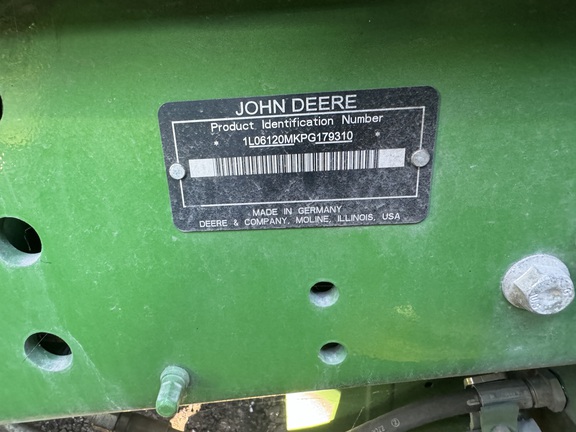 JOHN DEERE
Product Identification Number
* 1L06120MKPG179310 *
MADE IN GERMANY
DEERE & COMPANY, MOLINE, ILLINOIS, USA